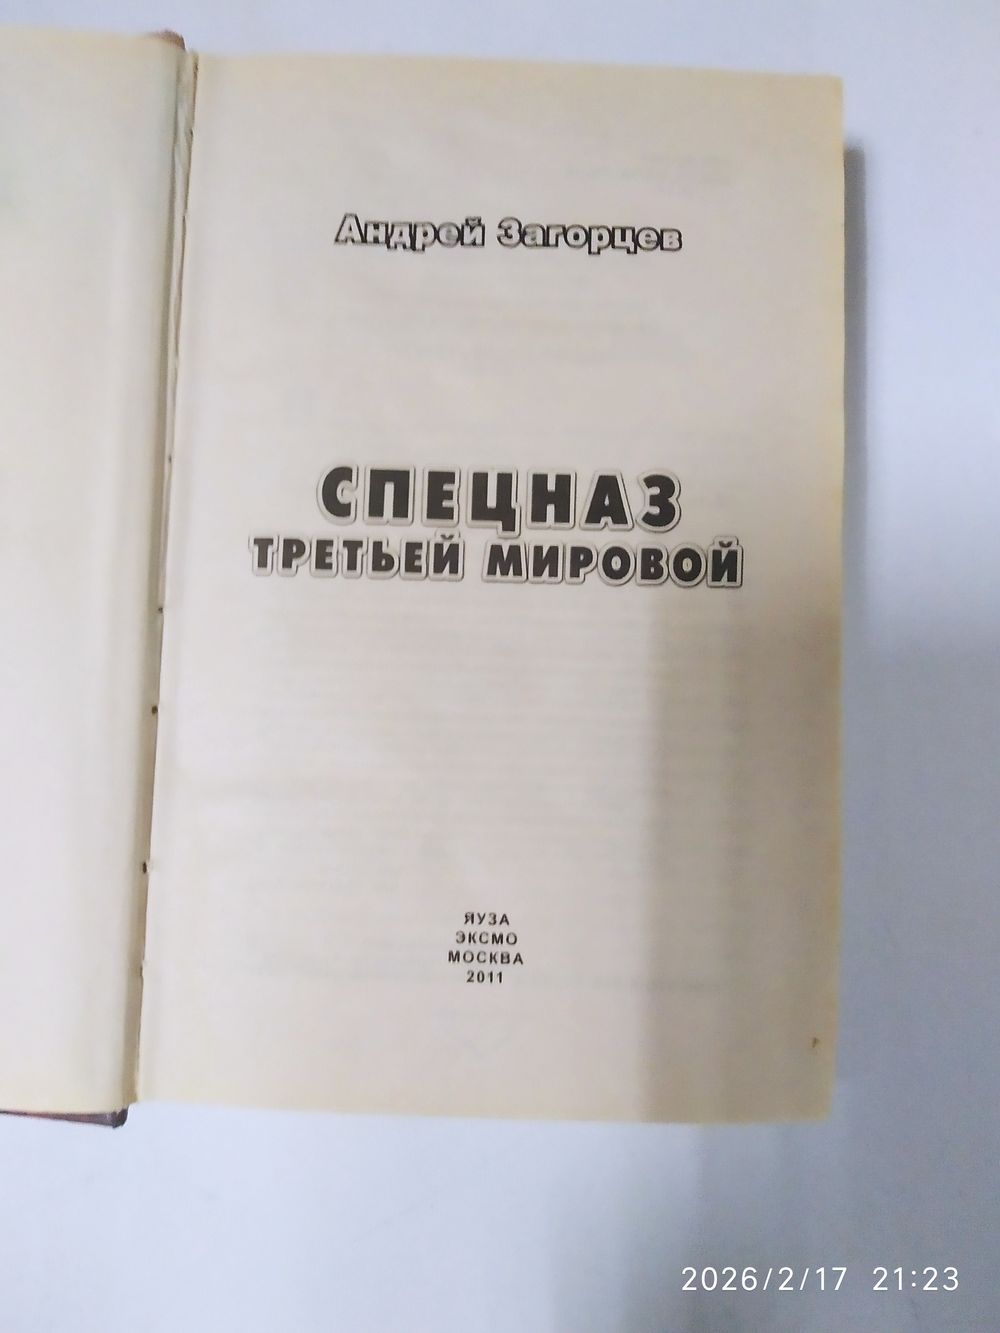 Андрей Загорцев
СПЕЦНАЗ
ТРЕТЬЕЙ МИРОВОЙ
ЯУЗА
ЭКСМО
МОСКВА
2011
2026/2/17 21:23